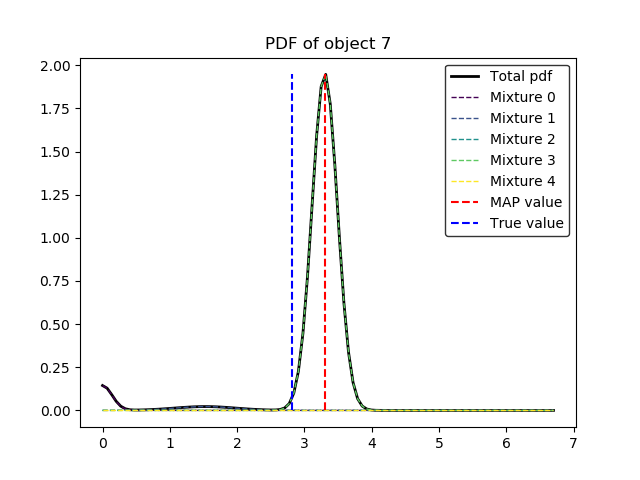 PDF of object 7
2.00
1.75
1.50
1.25
1.00
0.75
0.50
0.25
0.00
0 1 2 3 4 5 6 7
Total pdf
Mixture 0
Mixture 1
Mixture 2
Mixture 3
Mixture 4
MAP value
True value